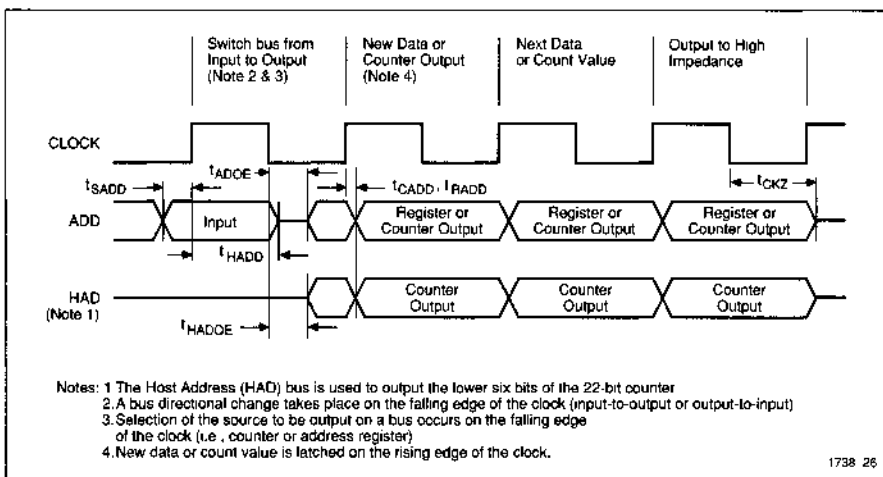 Switch bus from
Input to Output
(Note 2 & 3)
New Data or
Counter Output
(Note 4)
Next Data
or Count Value
Output to High
Impedance
CLOCK
tSADD
tADOE
tCADD, tRADD
tCKZ
ADD
Input
Register or
Counter Output
Register or
Counter Output
Register or
Counter Output
tHADD
HAD
(Note 1)
Counter
Output
Counter
Output
Counter
Output
tHADOE
Notes: 1 The Host Address (HAD) bus is used to output the lower six bits of the 22-bit counter
2. A bus directional change takes place on the falling edge of the clock (input-to-output or output-to-input)
3. Selection of the source to be output on a bus occurs on the falling edge
of the clock (i.e., counter or address register)
4. New data or count value is latched on the rising edge of the clock.
1738 26